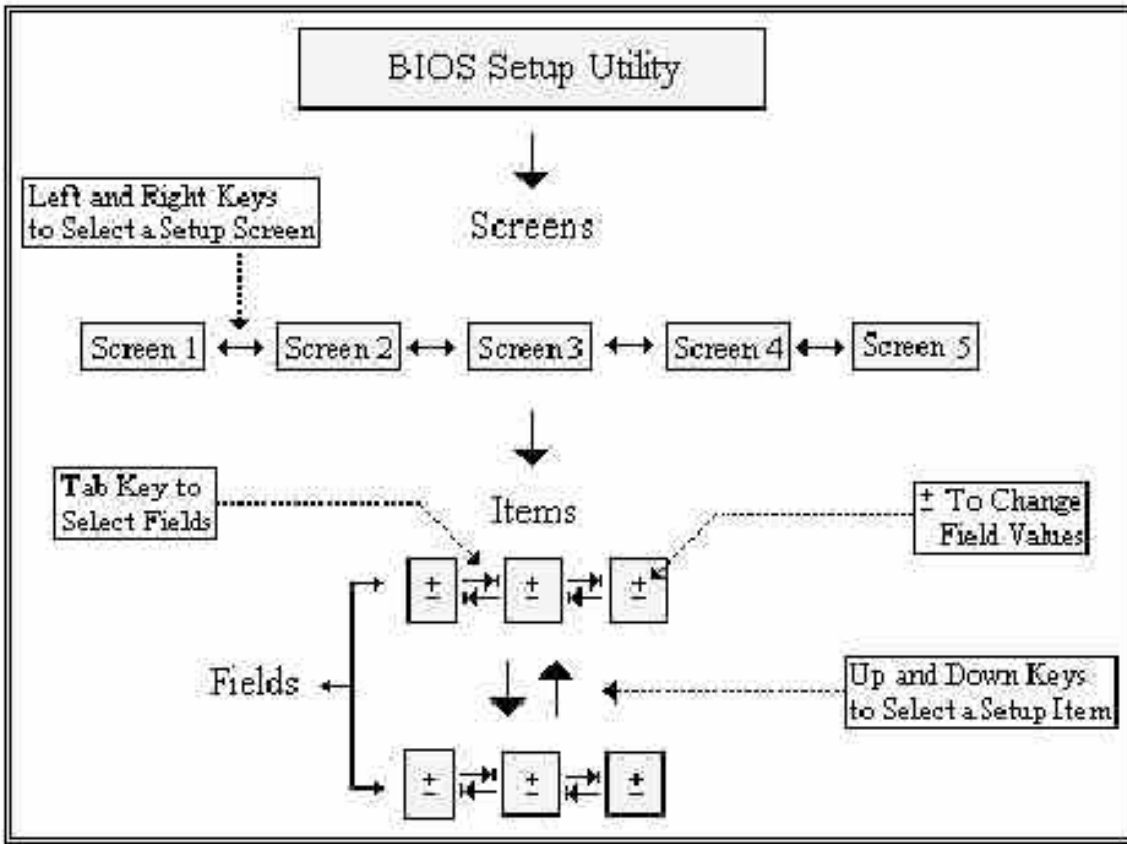 BIOS Setup Utility
Left and Right Keys
to Select a Setup Screen
Screens
Screen 1
Screen 2
Screen 3
Screen 4
Screen 5
Tab Key to
Select Fields
Items
± To Change
Field Values
± ± ±
Fields
Up and Down Keys
to Select a Setup Item
± ± ±